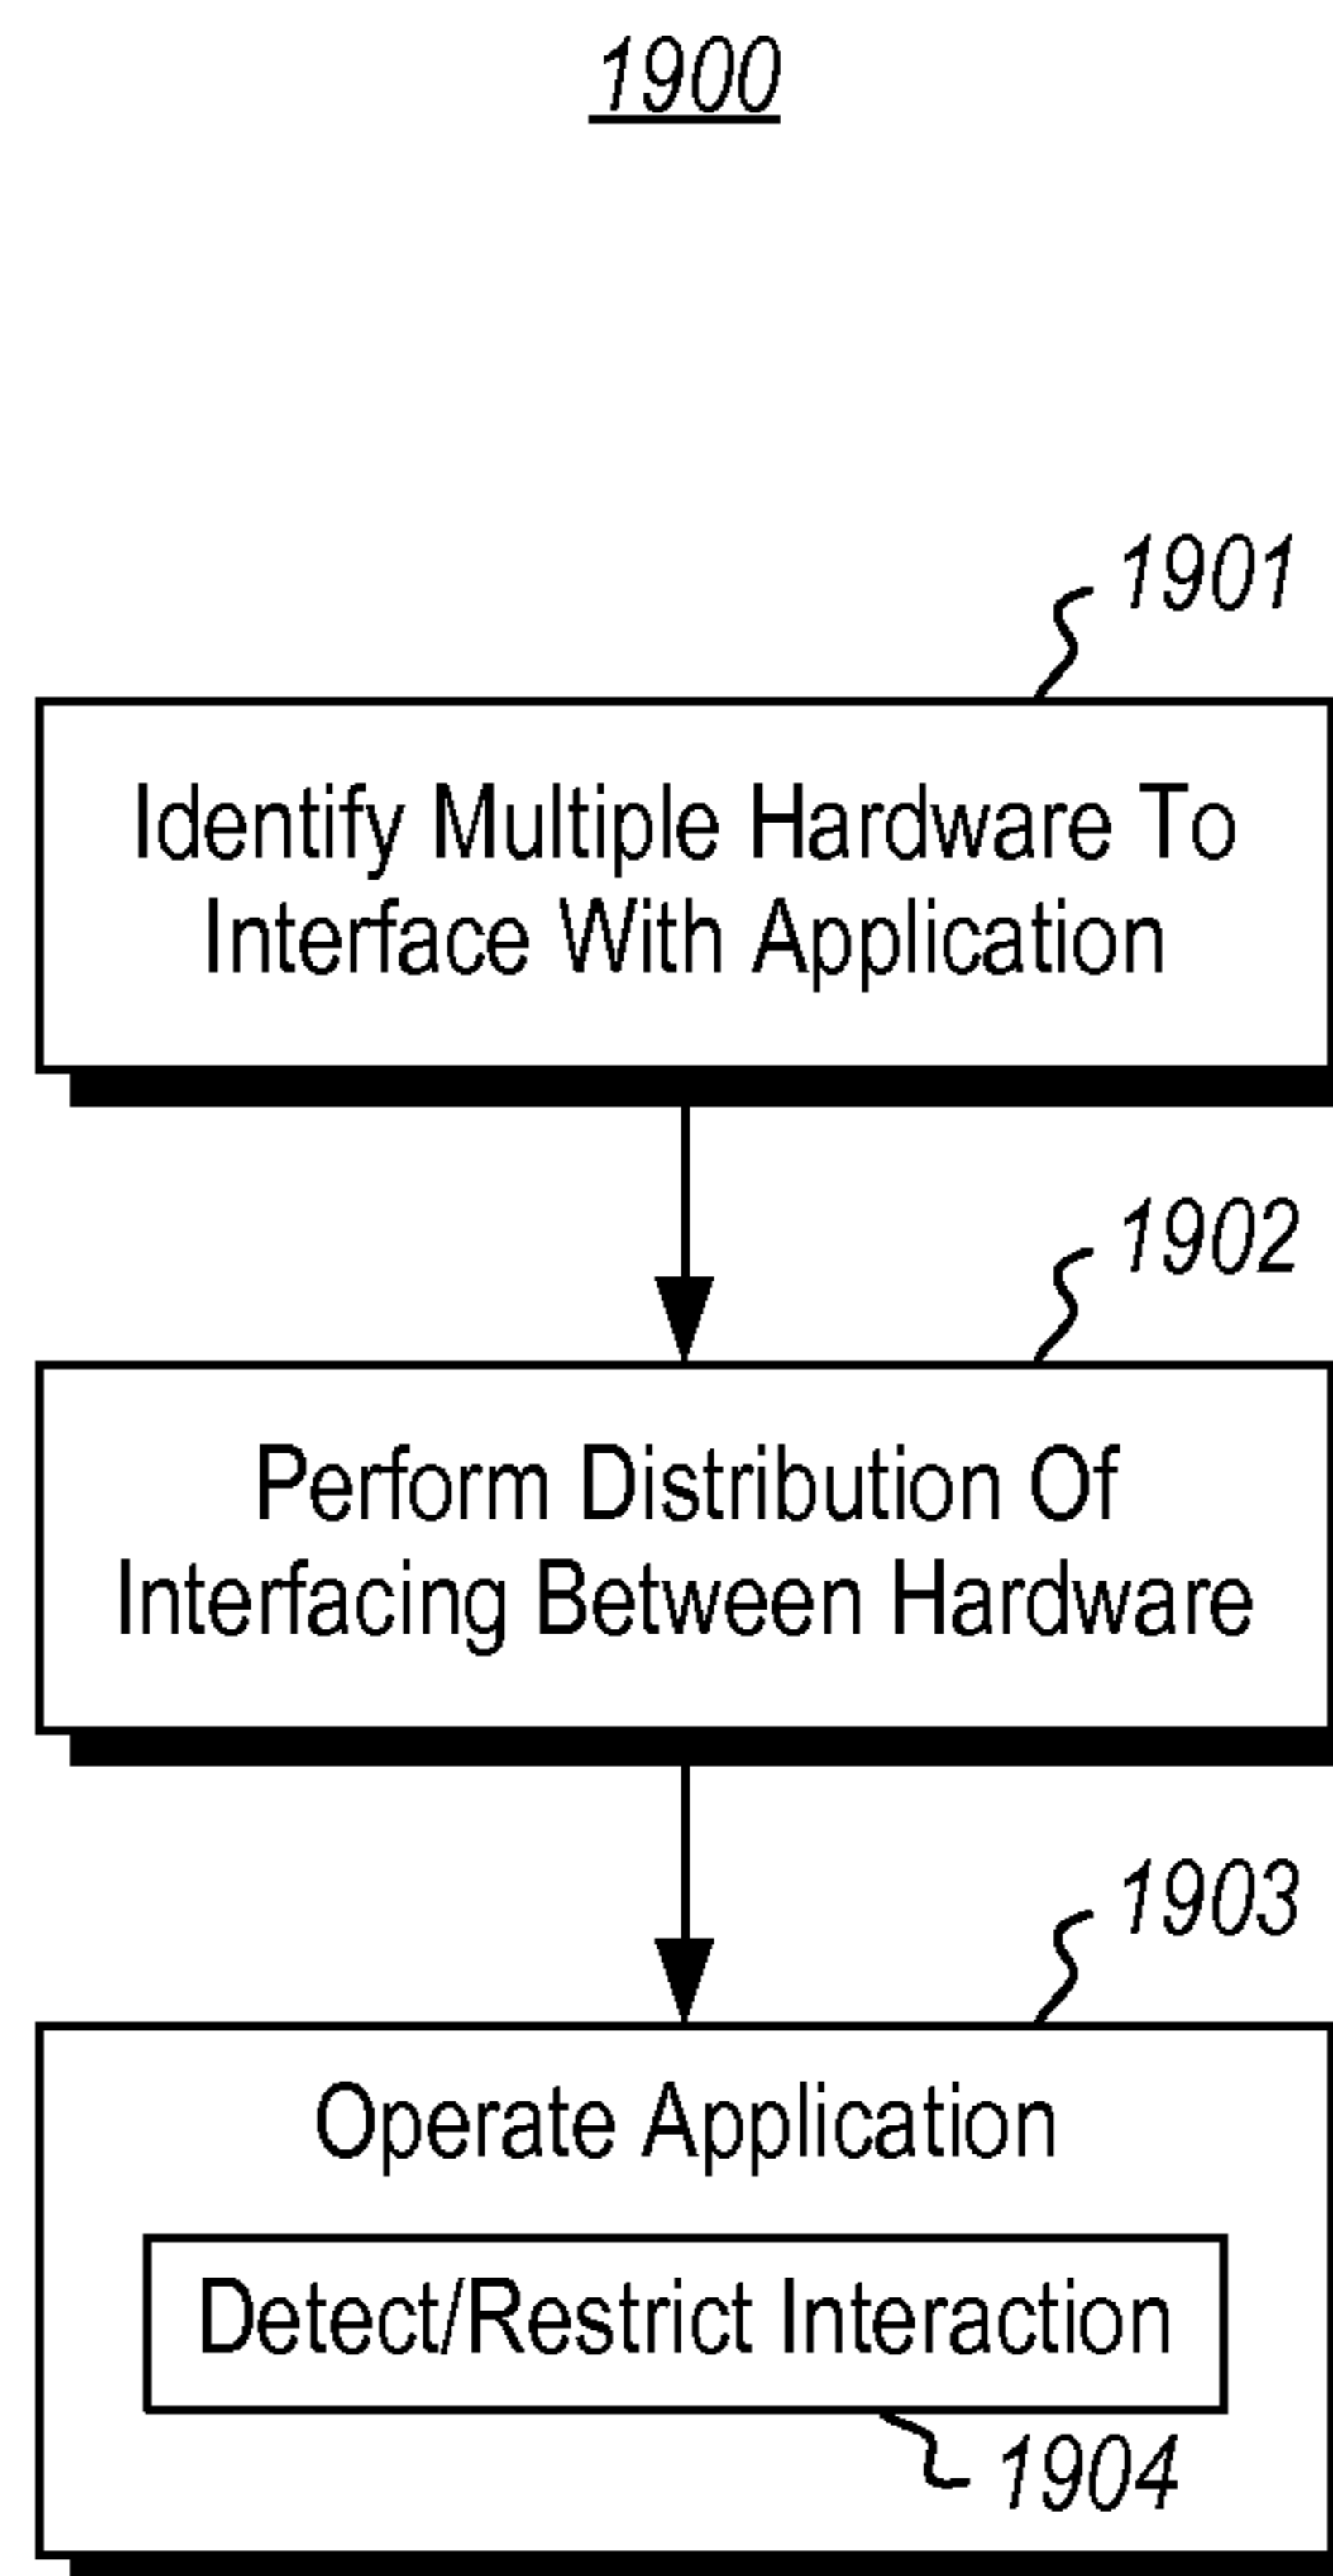 1900
1901
Identify Multiple Hardware To
Interface With Application
1902
Perform Distribution Of
Interfacing Between Hardware
1903
Operate Application
Detect/Restrict Interaction
1904